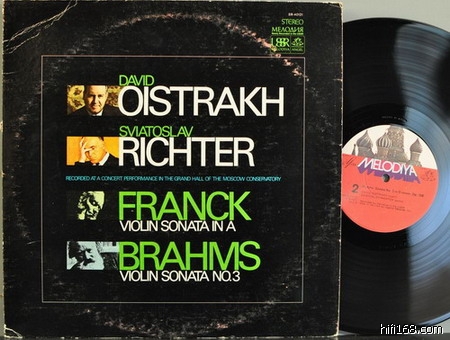 STEREO
МЕЛОДИЯ
USSR
DAVID
OISTRAKH
SVIATOSLAV
RICHTER
RECORDED AT A CONCERT PERFORMANCE IN THE GRAND HALL OF THE MOSCOW CONSERVATORY
FRANCK
VIOLIN SONATA IN A
BRAHMS
VIOLIN SONATA NO.3
MELODIYA
2
hifi168.com